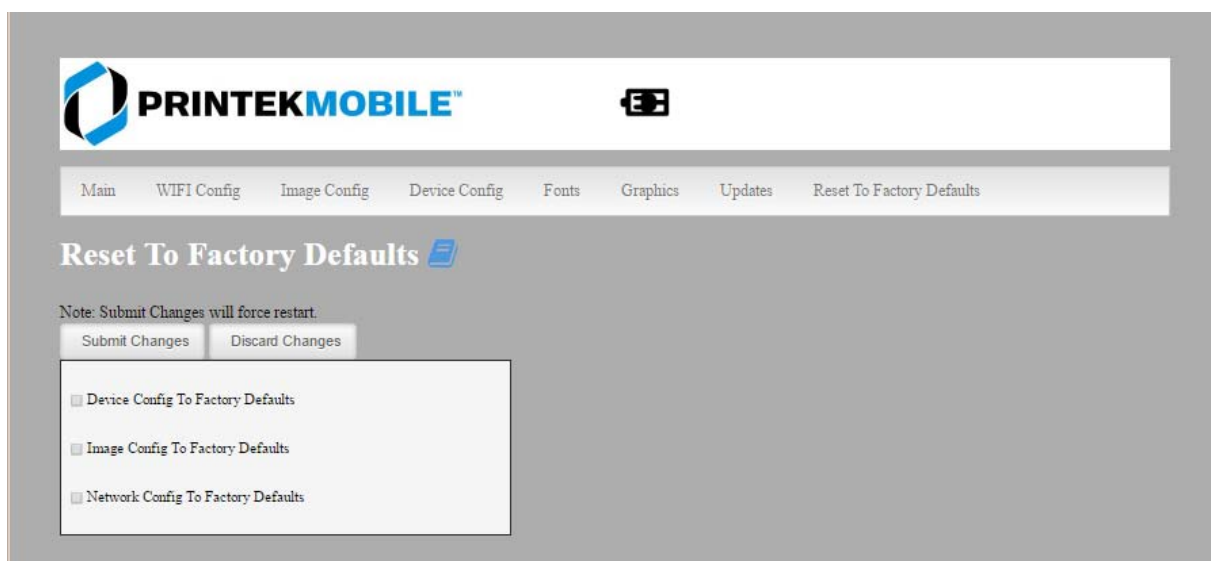 PRINTEKMOBILE™
Main WIFI Config Image Config Device Config Fonts Graphics Updates Reset To Factory Defaults
Reset To Factory Defaults
Note: Submit Changes will force restart.
Submit Changes Discard Changes
Device Config To Factory Defaults
Image Config To Factory Defaults
Network Config To Factory Defaults